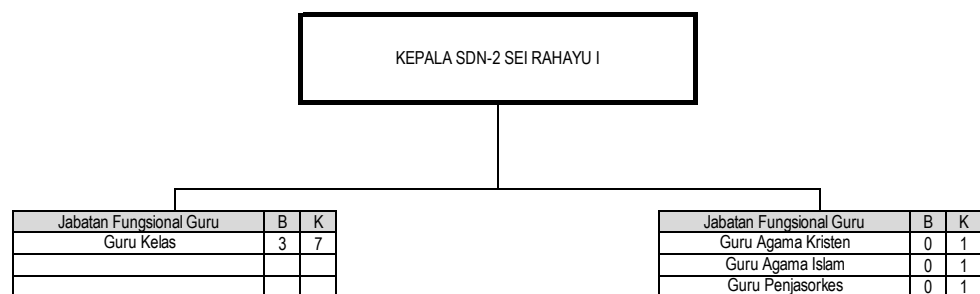 KEPALA SDN-2 SEI RAHAYU I
Jabatan Fungsional Guru B K
Guru Kelas 3 7
Jabatan Fungsional Guru B K
Guru Agama Kristen 0 1
Guru Agama Islam 0 1
Guru Penjasorkes 0 1